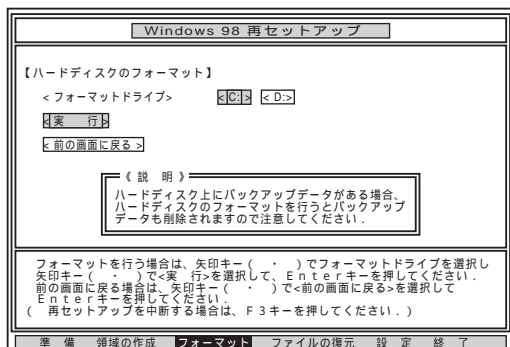 Windows 98 再セットアップ
【ハードディスクのフォーマット】
<フォーマットドライブ> <C:> <D:>
<実 行>
<前の画面に戻る>
《説 明》
ハードディスク上にバックアップデータがある場合、
ハードディスクのフォーマットを行うとバックアップ
データも削除されますので注意してください．
フォーマットを行う場合は、矢印キー（ ・ ）でフォーマットドライブを選択し
矢印キー（ ・ ）で<実 行>を選択して、Ｅｎｔｅｒキーを押してください．
前の画面に戻る場合は、矢印キー（ ・ ）で<前の画面に戻る>を選択して
Ｅｎｔｅｒキーを押してください．
（ 再セットアップを中断する場合は、Ｆ３キーを押してください．）
準 備 領域の作成 フォーマット ファイルの復元 設 定 終 了